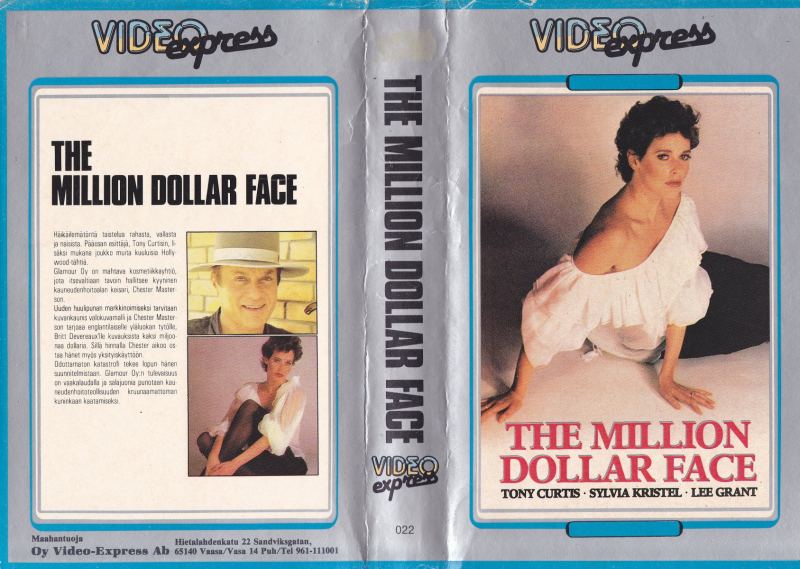 VIDEO express
THE
MILLION DOLLAR FACE
Häikäilemätöntä taistelua rahasta, vallasta
ja naisista. Pääosan esittäjä, Tony Curtisin, li-
säksi mukana joukko muita kuuluisia Holly-
wood-tähtiä.
Glamour Oy on mahtava kosmetiikkayhtiö,
jota itsevaltiaan tavoin hallitsee kyyninen
kauneudenhoitoalan keisari, Chester Master-
son.
Uuden huulipunan markkinoimiseksi tarvitaan
kuvankaunis valokuvamalli ja Chester Master-
son tarjoaa englantilaiselle yläluokan tytölle,
Britt Devereaux'lle kuvauksista kaksi miljoo-
naa dollaria. Sillä hinnalla Chester aikoo os-
taa hänet myös yksityiskäyttöön.
Odottamaton katastrofi tekee lopun hänen
suunnitelmistaan. Glamour Oy:n tulevaisuus
on vaakalaudalla ja salajuonia punotaan kau-
neudenhoitoteollisuuden kruunaamattoman
kuninkaan kaatamiseksi.
Maahantuoja
Oy Video-Express Ab
Hietalahdenkatu 22 Sandviksgatan,
65140 Vaasa/Vasa 14 Puh/Tel 961-111001
THE MILLION DOLLAR FACE
VIDEO express
022
VIDEO express
THE MILLION
DOLLAR FACE
TONY CURTIS · SYLVIA KRISTEL · LEE GRANT